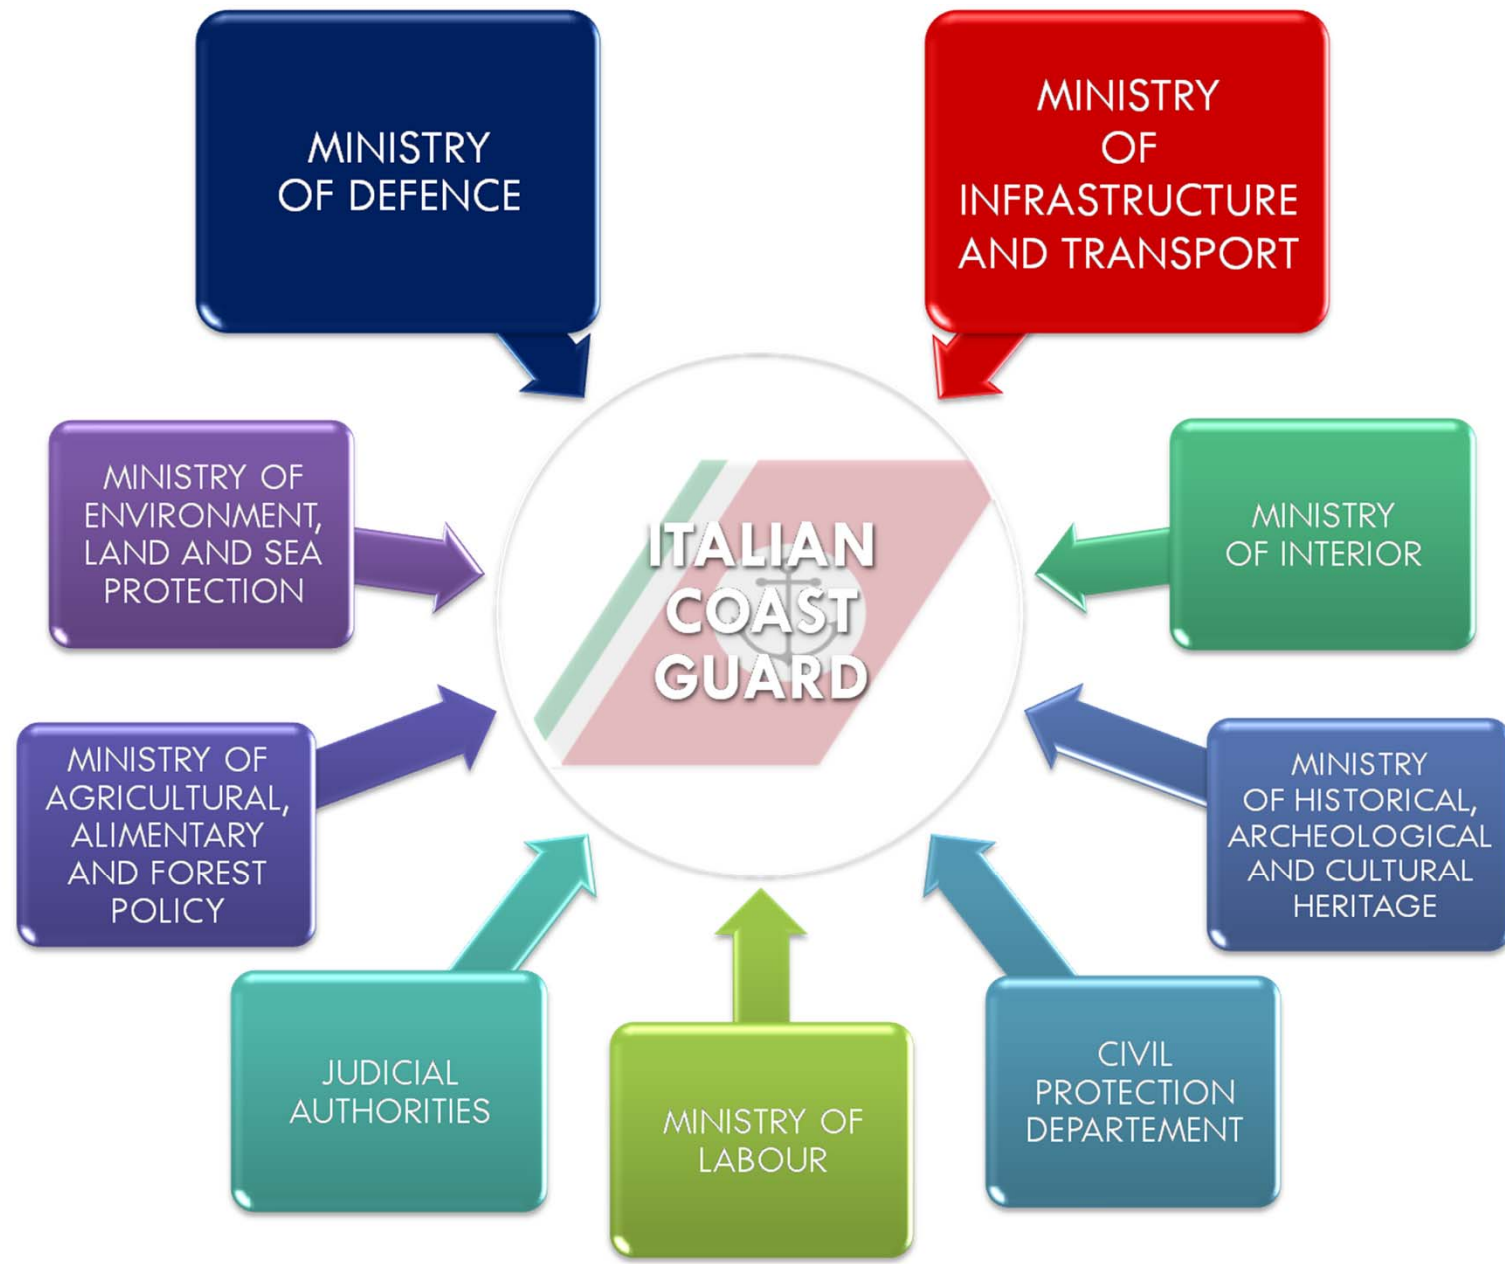 MINISTRY
OF DEFENCE
MINISTRY
OF
INFRASTRUCTURE
AND TRANSPORT
MINISTRY OF
ENVIRONMENT,
LAND AND SEA
PROTECTION
ITALIAN
COAST
GUARD
MINISTRY
OF INTERIOR
MINISTRY OF
AGRICULTURAL,
ALIMENTARY
AND FOREST
POLICY
MINISTRY
OF HISTORICAL,
ARCHEOLOGICAL
AND CULTURAL
HERITAGE
JUDICIAL
AUTHORITIES
MINISTRY OF
LABOUR
CIVIL
PROTECTION
DEPARTEMENT